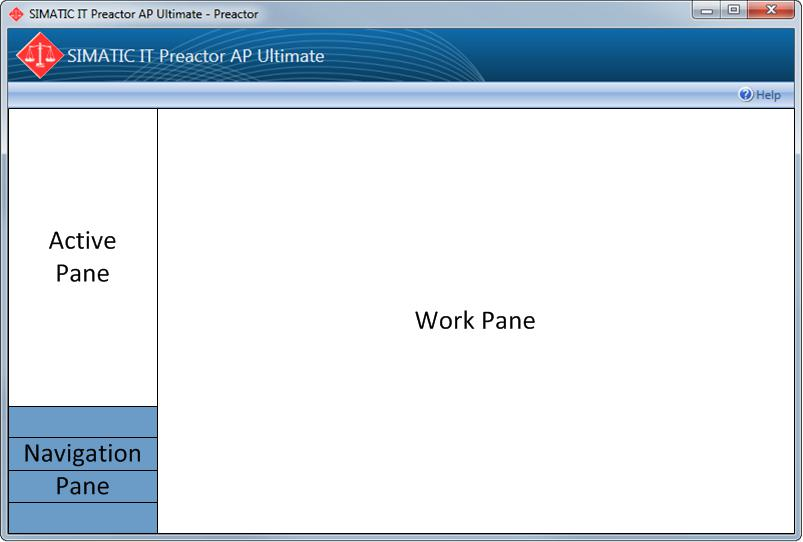 SIMATIC IT Preactor AP Ultimate - Preactor
SIMATIC IT Preactor AP Ultimate
Help
Active
Pane
Work Pane
Navigation
Pane